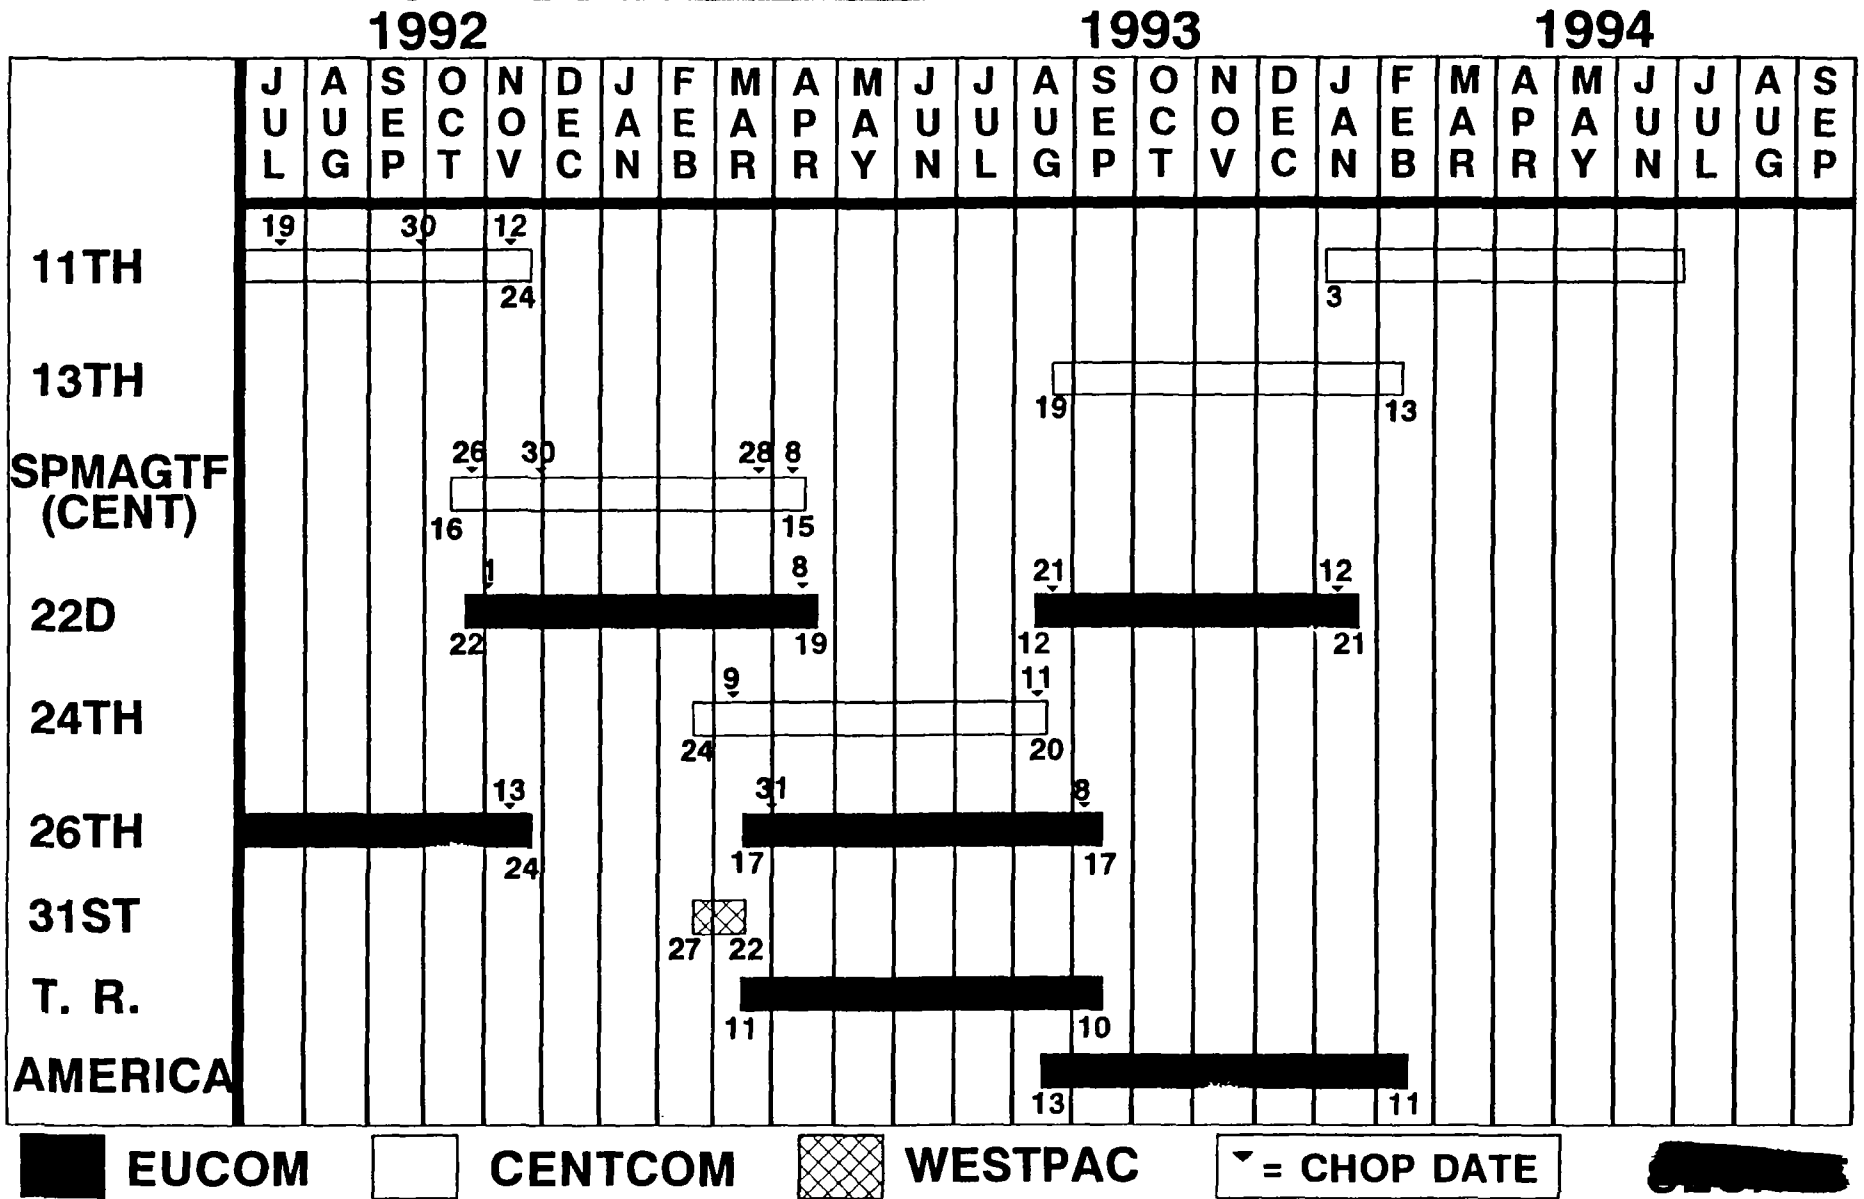 1992 1993 1994
JUL AUG SEP OCT NOV DEC JAN FEB MAR APR MAY JUN JUL AUG SEP OCT NOV DEC JAN FEB MAR APR MAY JUN JUL AUG SEP
19 30 12
11TH
24 3
13TH
19 13
26 30 28 8
SPMAGTF
(CENT)
16 15
1 8 21 12
22D
22 19 12 21
9 11
24TH
24 20
13 31 8
26TH
24 17 17
31ST
27 22
T. R.
11 10
AMERICA
13 11
EUCOM CENTCOM WESTPAC = CHOP DATE